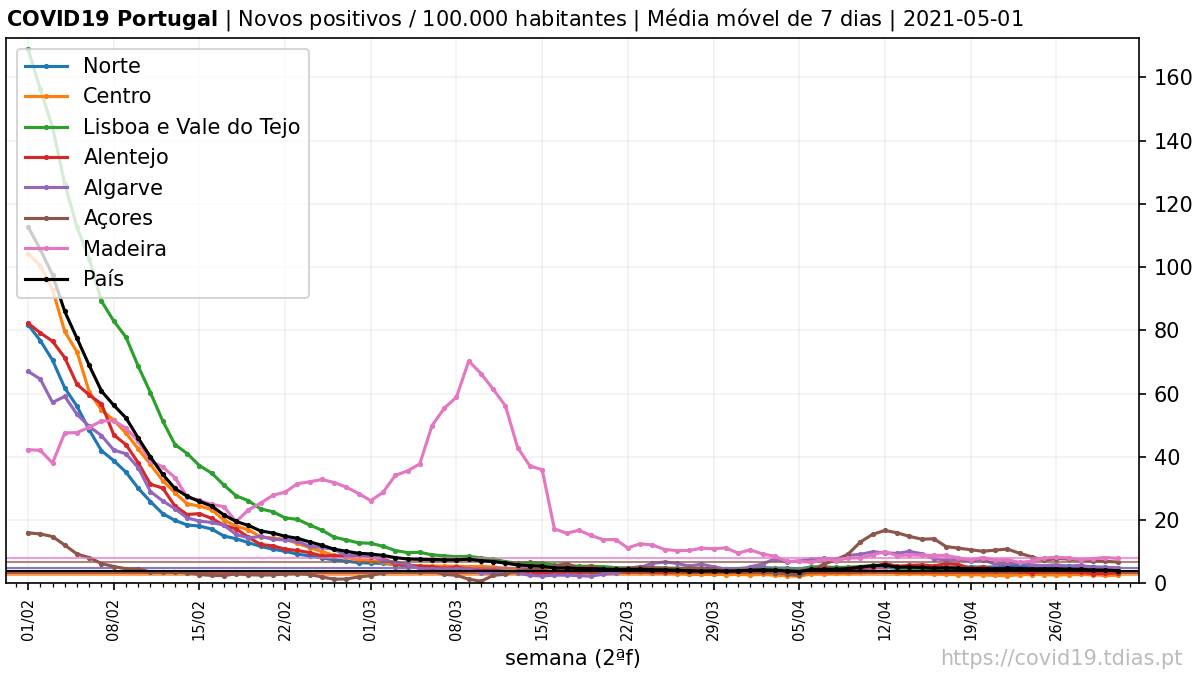 COVID19 Portugal | Novos positivos / 100.000 habitantes | Média móvel de 7 dias | 2021-05-01
Norte
Centro
Lisboa e Vale do Tejo
Alentejo
Algarve
Açores
Madeira
País
160
140
120
100
80
60
40
20
0
01/02
08/02
15/02
22/02
01/03
08/03
15/03
22/03
29/03
05/04
12/04
19/04
26/04
semana (2ªf)
https://covid19.tdias.pt